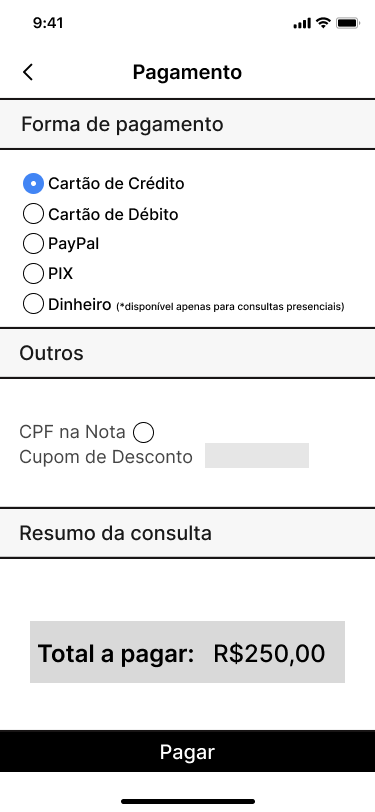 9:41
Pagamento
Forma de pagamento
Cartão de Crédito
Cartão de Débito
PayPal
PIX
Dinheiro (*disponível apenas para consultas presenciais)
Outros
CPF na Nota
Cupom de Desconto
Resumo da consulta
Total a pagar: R$250,00
Pagar